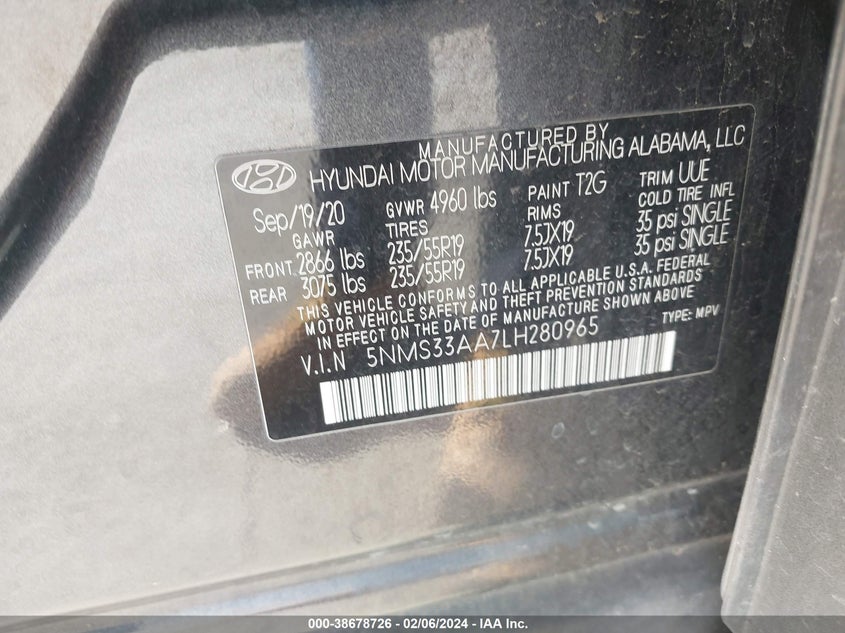 MANUFACTURED BY
HYUNDAI MOTOR MANUFACTURING ALABAMA, LLC
Sep/19/20 GVWR 4960 lbs PAINT T2G TRIM UUE
GAWR TIRES RIMS COLD TIRE INFL
FRONT 2866 lbs 235/55R19 7.5JX19 35 psi SINGLE
REAR 3075 lbs 235/55R19 7.5JX19 35 psi SINGLE
THIS VEHICLE CONFORMS TO ALL APPLICABLE U.S.A. FEDERAL
MOTOR VEHICLE SAFETY AND THEFT PREVENTION STANDARDS
IN EFFECT ON THE DATE OF MANUFACTURE SHOWN ABOVE
V.I.N 5NMS33AA7LH280965 TYPE: MPV
000-38678726 - 02/06/2024 - IAA Inc.